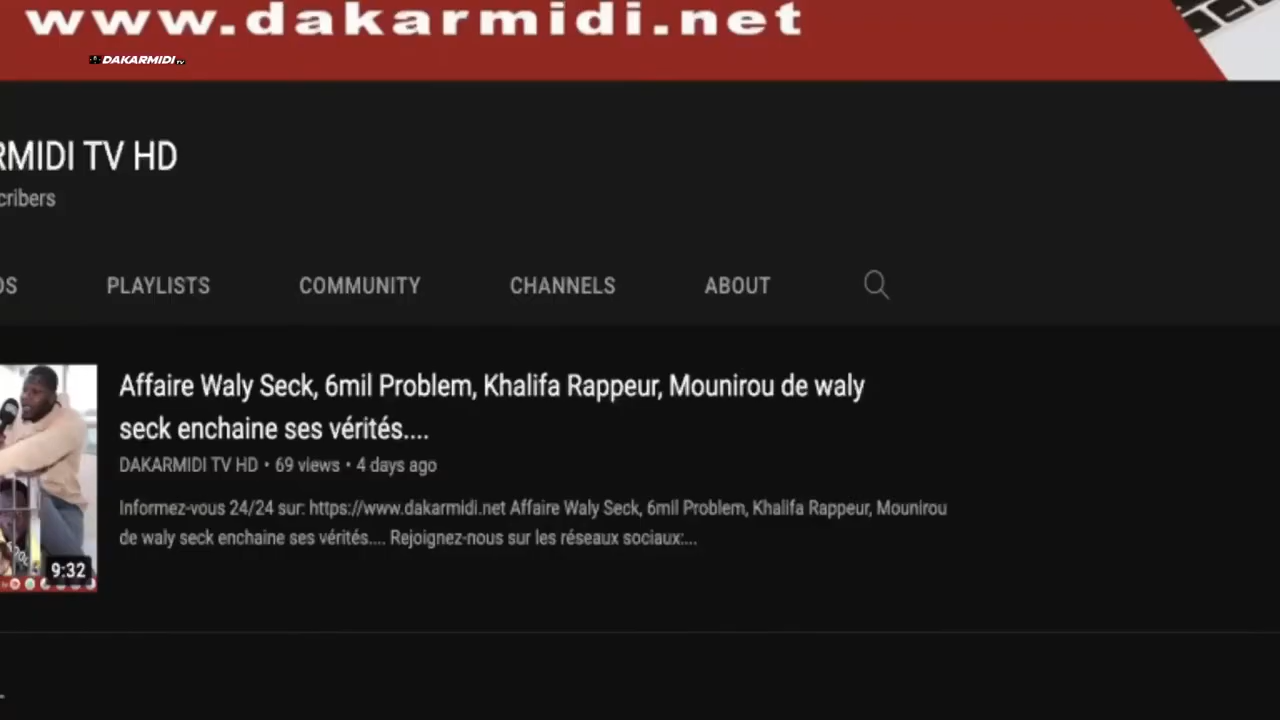 www.dakarmidi.net
DAKARMIDI TV
RMIDI TV HD
cribers
OS
PLAYLISTS
COMMUNITY
CHANNELS
ABOUT
Affaire Waly Seck, 6mil Problem, Khalifa Rappeur, Mounirou de waly
seck enchaine ses vérités....
DAKARMIDI TV HD • 69 views • 4 days ago
Informez-vous 24/24 sur: https://www.dakarmidi.net Affaire Waly Seck, 6mil Problem, Khalifa Rappeur, Mounirou
de waly seck enchaine ses vérités.... Rejoignez-nous sur les réseaux sociaux:...
9:32